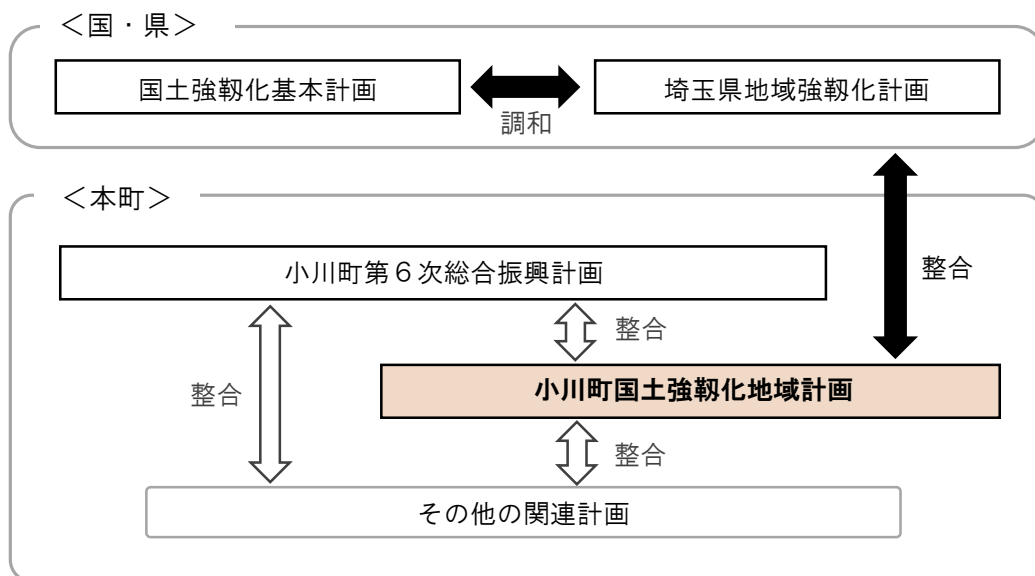 ＜国・県＞
国土強靱化基本計画
埼玉県地域強靱化計画
調和
＜本町＞
整合
小川町第６次総合振興計画
整合
整合
小川町国土強靱化地域計画
整合
その他の関連計画